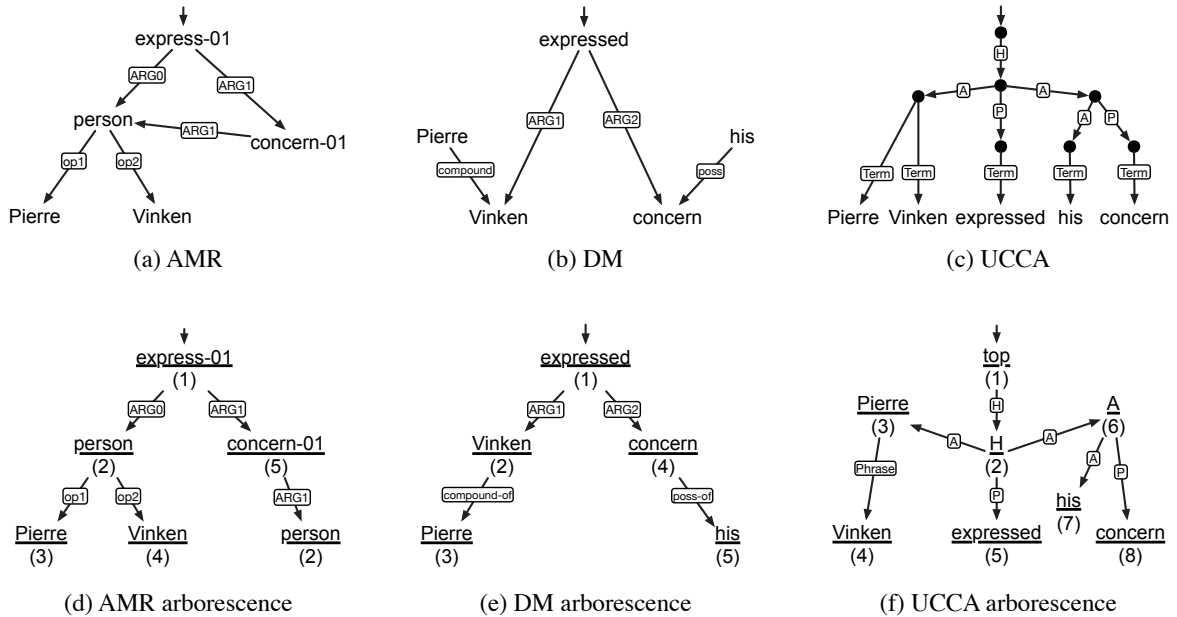 express-01
ARG0
ARG1
person
ARG1
concern-01
op1
op2
Pierre
Vinken
(a) AMR
expressed
Pierre
ARG1
ARG2
his
compound
poss
Vinken
concern
(b) DM
H
A
A
P
A
P
Term
Term
Term
Term
Term
Pierre
Vinken
expressed
his
concern
(c) UCCA
express-01
(1)
ARG0
ARG1
person
concern-01
(2)
(5)
op1
op2
ARG1
Pierre
Vinken
person
(3)
(4)
(2)
(d) AMR arborescence
expressed
(1)
ARG1
ARG2
Vinken
concern
(2)
(4)
compound-of
poss-of
Pierre
his
(3)
(5)
(e) DM arborescence
top
(1)
H
Pierre
A
(3)
(6)
A
H
A
(2)
Phrase
P
A
P
his
(7)
Vinken
expressed
concern
(4)
(5)
(8)
(f) UCCA arborescence